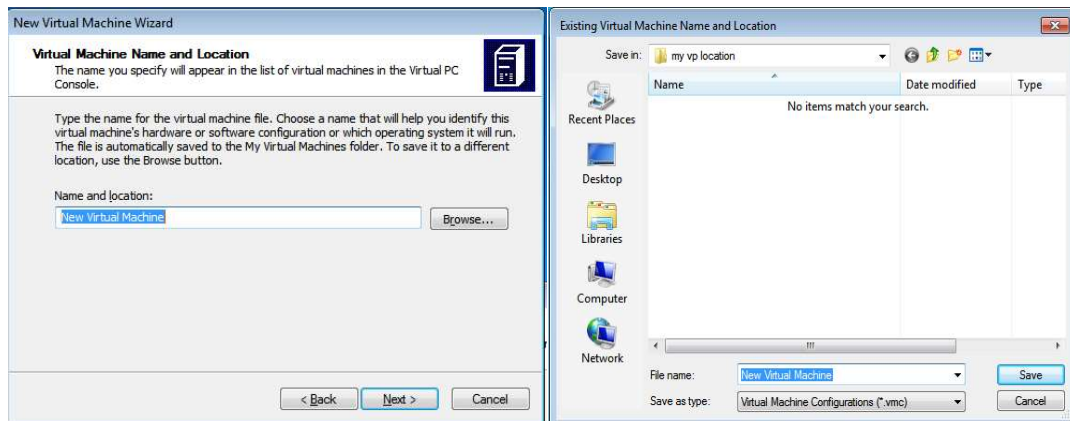 New Virtual Machine Wizard
Virtual Machine Name and Location
The name you specify will appear in the list of virtual machines in the Virtual PC
Console.
Type the name for the virtual machine file. Choose a name that will help you identify this
virtual machine's hardware or software configuration or which operating system it will run.
The file is automatically saved to the My Virtual Machines folder. To save it to a different
location, use the Browse button.
Name and location:
New Virtual Machine
Browse...
< Back
Next >
Cancel
Existing Virtual Machine Name and Location
Save in:
my vp location
Name
Date modified
Type
No items match your search.
Recent Places
Desktop
Libraries
Computer
Network
File name:
New Virtual Machine
Save
Save as type:
Virtual Machine Configurations (*.vmc)
Cancel